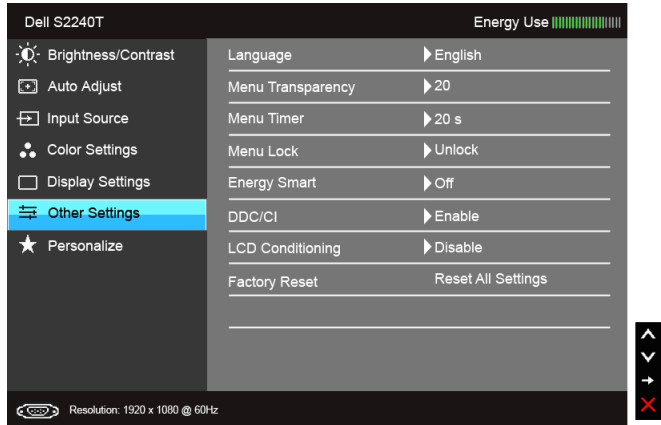 Dell S2240T
Energy Use
Brightness/Contrast
Auto Adjust
Input Source
Color Settings
Display Settings
Other Settings
Personalize
Language English
Menu Transparency 20
Menu Timer 20 s
Menu Lock Unlock
Energy Smart Off
DDC/CI Enable
LCD Conditioning Disable
Factory Reset Reset All Settings
Resolution: 1920 x 1080 @ 60Hz